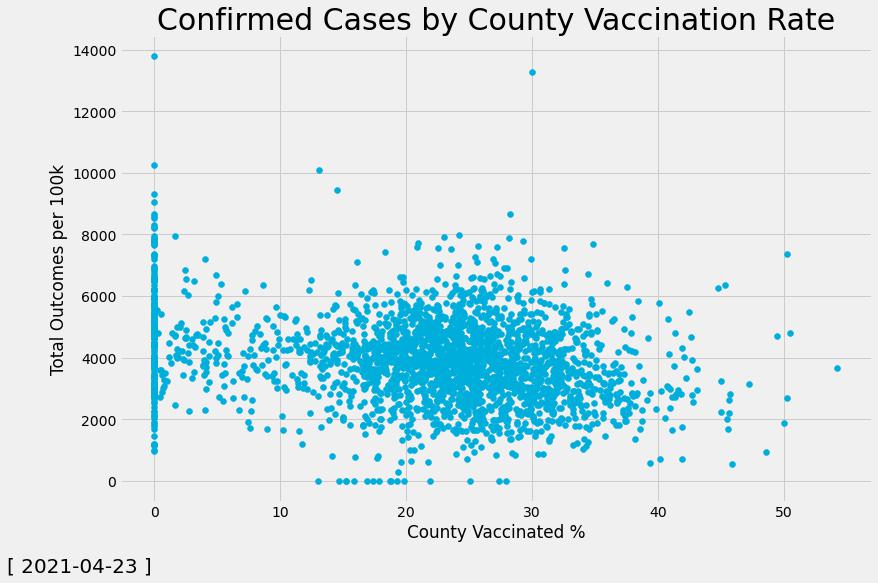 Confirmed Cases by County Vaccination Rate
14000
12000
10000
8000
6000
4000
2000
0
Total Outcomes per 100k
0 10 20 30 40 50
County Vaccinated %
[ 2021-04-23 ]